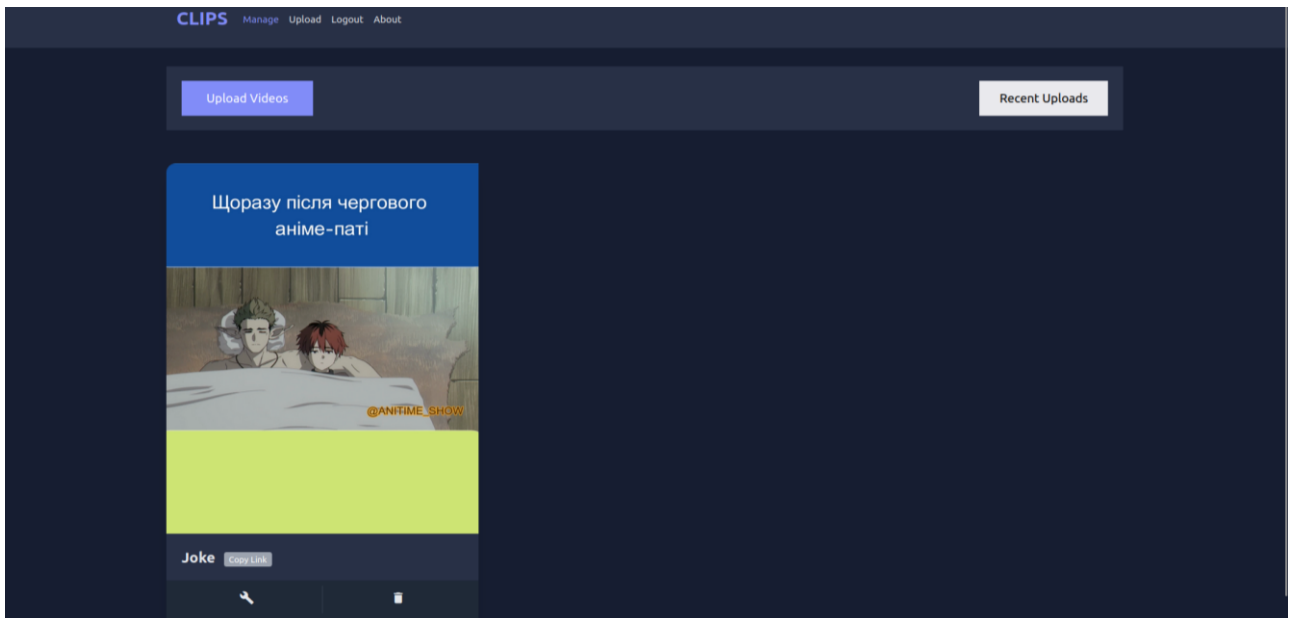 CLIPS Manage Upload Logout About
Upload Videos
Recent Uploads
Щоразу після чергового
аніме-паті
@ANITIME_SHOW
Joke Copy Link